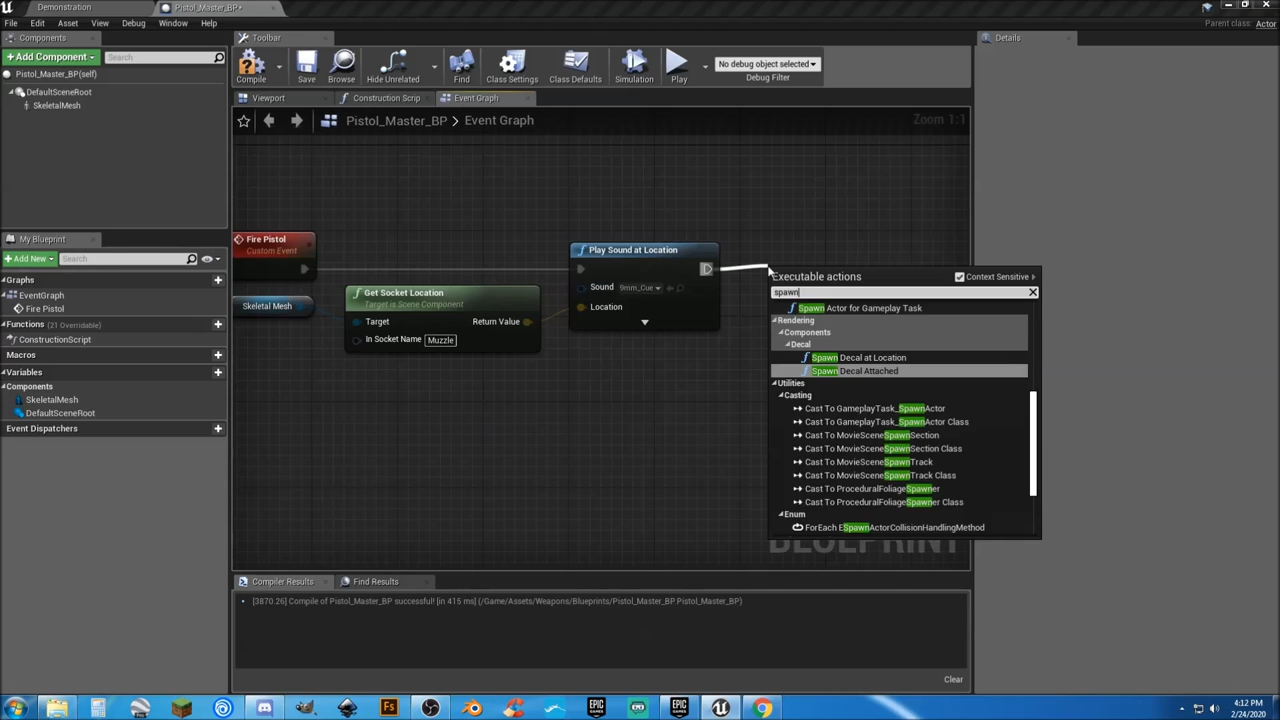 Demonstration
Pistol_Master_BP*
File Edit Asset View Debug Window Help
Parent class: Actor
Components
Toolbar
Details
+Add Component
Search
Pistol_Master_BP(self)
DefaultSceneRoot
SkeletalMesh
Compile
Save
Browse
Hide Unrelated
Find
Class Settings
Class Defaults
Simulation
Play
No debug object selected
Debug Filter
Viewport
Construction Scrip
Event Graph
Pistol_Master_BP > Event Graph
Zoom 1:1
My Blueprint
+Add New
Search
Graphs
EventGraph
Fire Pistol
Functions (21 Overridable)
ConstructionScript
Macros
Variables
Components
SkeletalMesh
DefaultSceneRoot
Event Dispatchers
Fire Pistol
Custom Event
Skeletal Mesh
Get Socket Location
Target is Scene Component
Target
Return Value
In Socket Name Muzzle
Play Sound at Location
Sound 9mm_Cue
Location
Executable actions
Context Sensitive
spawn
Spawn Actor for Gameplay Task
Rendering
Components
Decal
Spawn Decal at Location
Spawn Decal Attached
Utilities
Casting
Cast To GameplayTask_SpawnActor
Cast To GameplayTask_SpawnActor Class
Cast To MovieSceneSpawnSection
Cast To MovieSceneSpawnSection Class
Cast To MovieSceneSpawnTrack
Cast To MovieSceneSpawnTrack Class
Cast To ProceduralFoliageSpawner
Cast To ProceduralFoliageSpawner Class
Enum
ForEach ESpawnActorCollisionHandlingMethod
BLUEPRINT
Compiler Results
Find Results
[3870.26] Compile of Pistol_Master_BP successful! [in 415 ms] (/Game/Assets/Weapons/Blueprints/Pistol_Master_BP.Pistol_Master_BP)
Clear
Fs
EPIC
GAMES
EPIC
GAMES
4:12 PM
2/24/2020